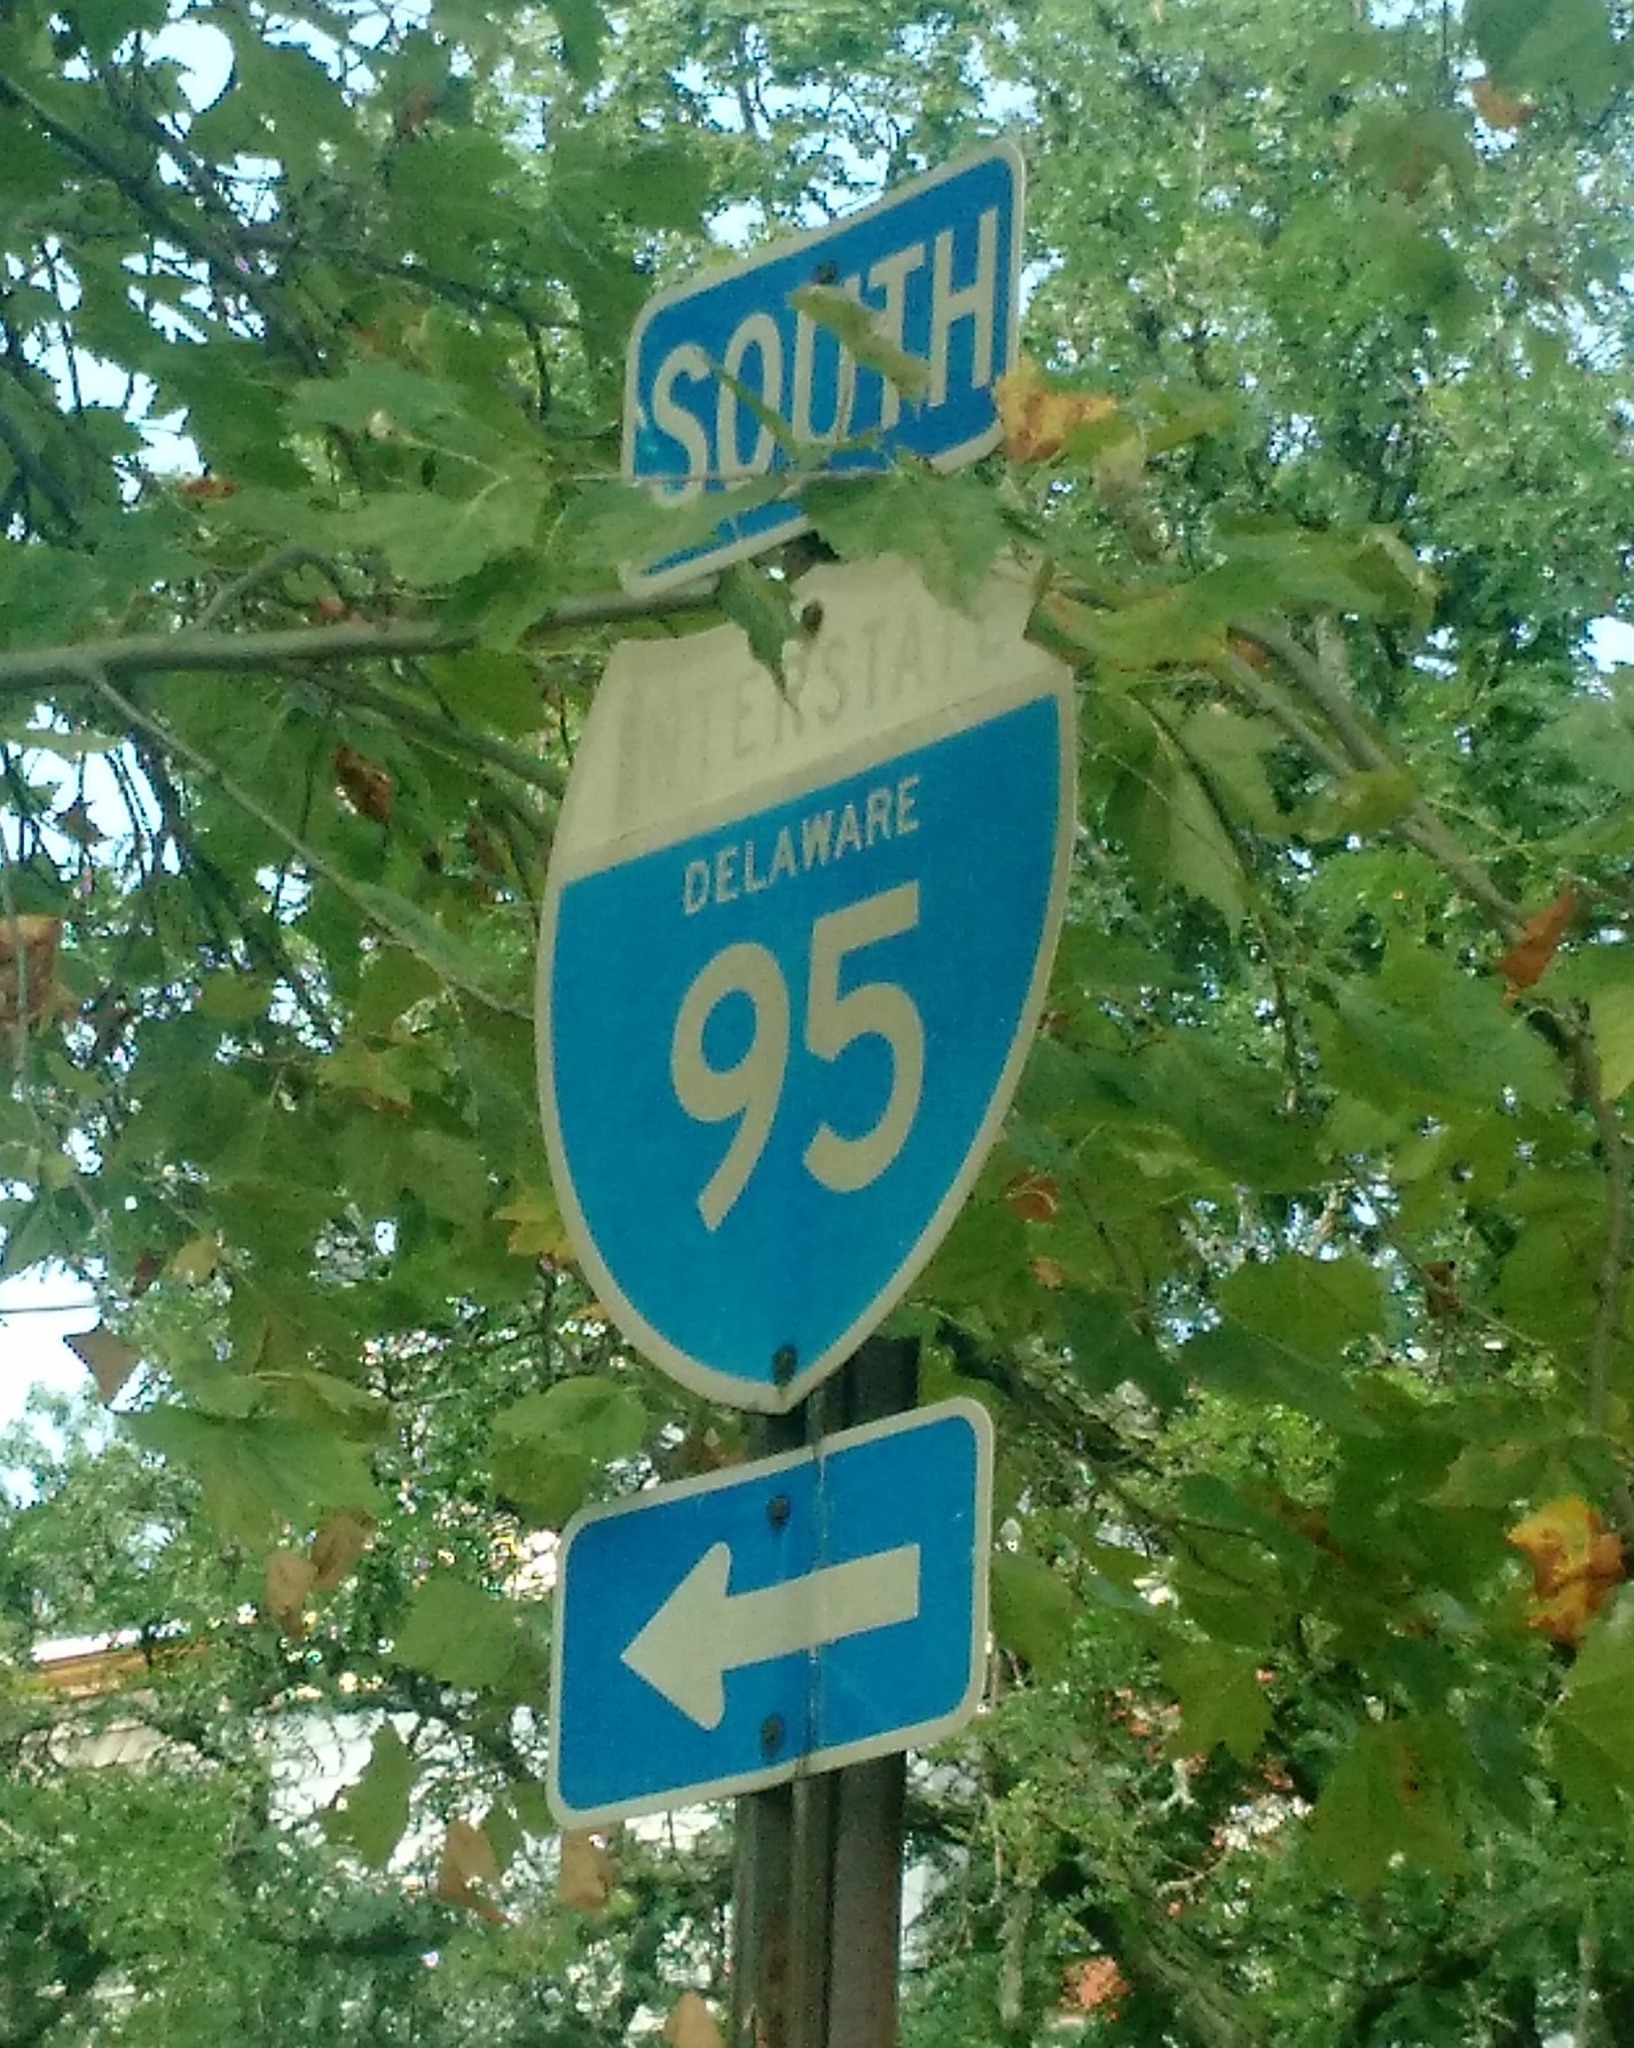 SOUTH
INTERSTATE
DELAWARE
95